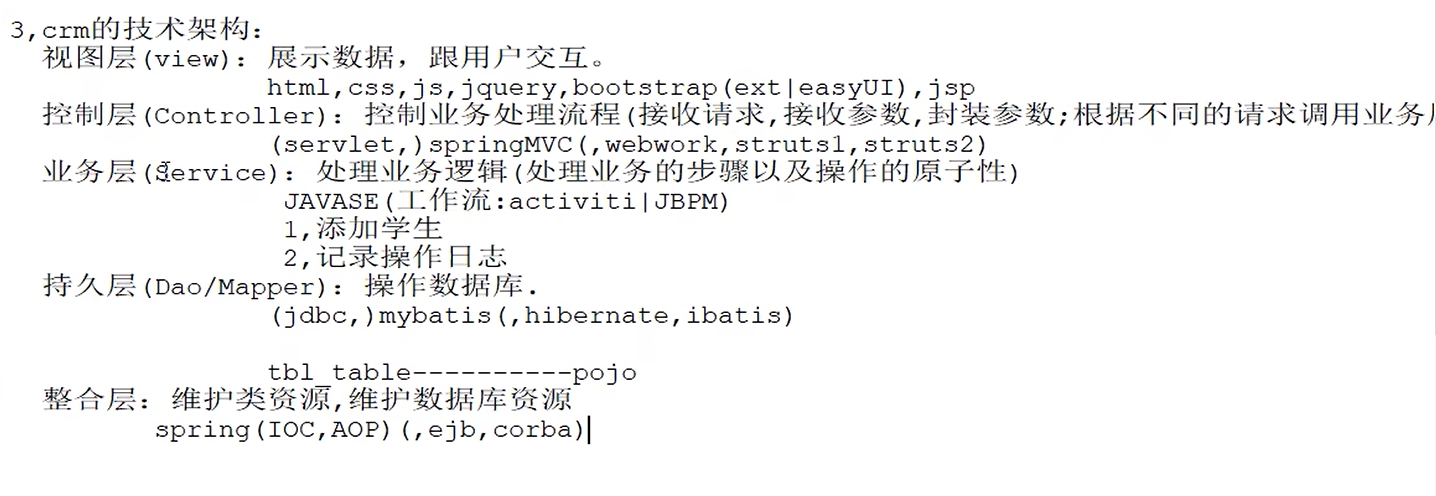 3,crm的技术架构:
视图层(view): 展示数据，跟用户交互。
html,css,js,jquery,bootstrap(ext|easyUI),jsp
控制层(Controller): 控制业务处理流程(接收请求,接收参数,封装参数;根据不同的请求调用业务
(servlet,)springMVC(,webwork,struts1,struts2)
业务层(Service): 处理业务逻辑(处理业务的步骤以及操作的原子性)
JAVASE(工作流:activiti|JBPM)
1,添加学生
2,记录操作日志
持久层(Dao/Mapper): 操作数据库.
(jdbc,)mybatis(,hibernate,ibatis)
tbl_table----------pojo
整合层: 维护类资源,维护数据库资源
spring(IOC,AOP)(,ejb,corba)